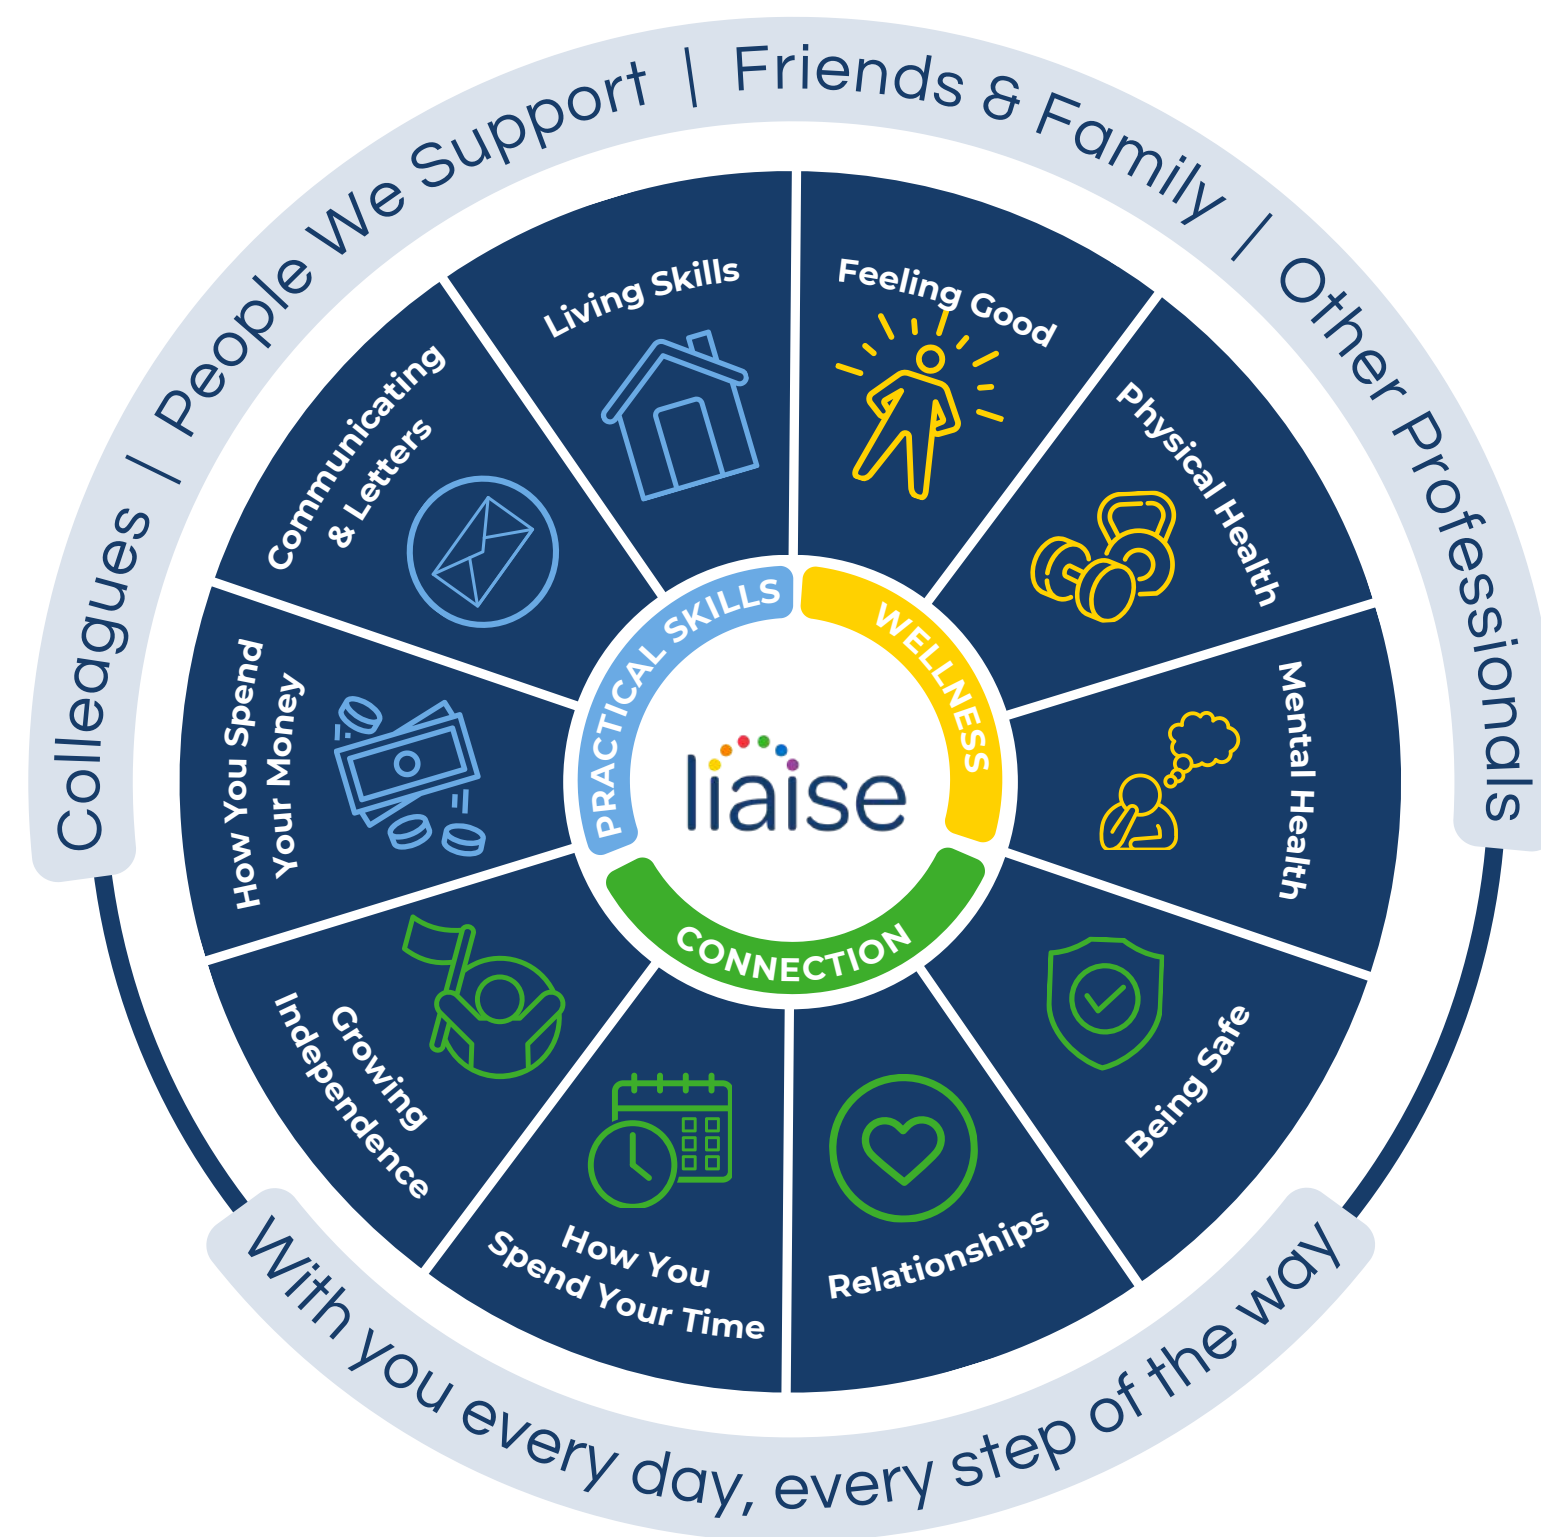 Colleagues | People We Support | Friends & Family | Other Professionals
Living Skills
Feeling Good
Physical Health
Mental Health
Being Safe
Relationships
How You
Spend Your Time
Growing
Independence
How You Spend
Your Money
Communicating
& Letters
PRACTICAL SKILLS
WELLNESS
CONNECTION
liaise
With you every day, every step of the way